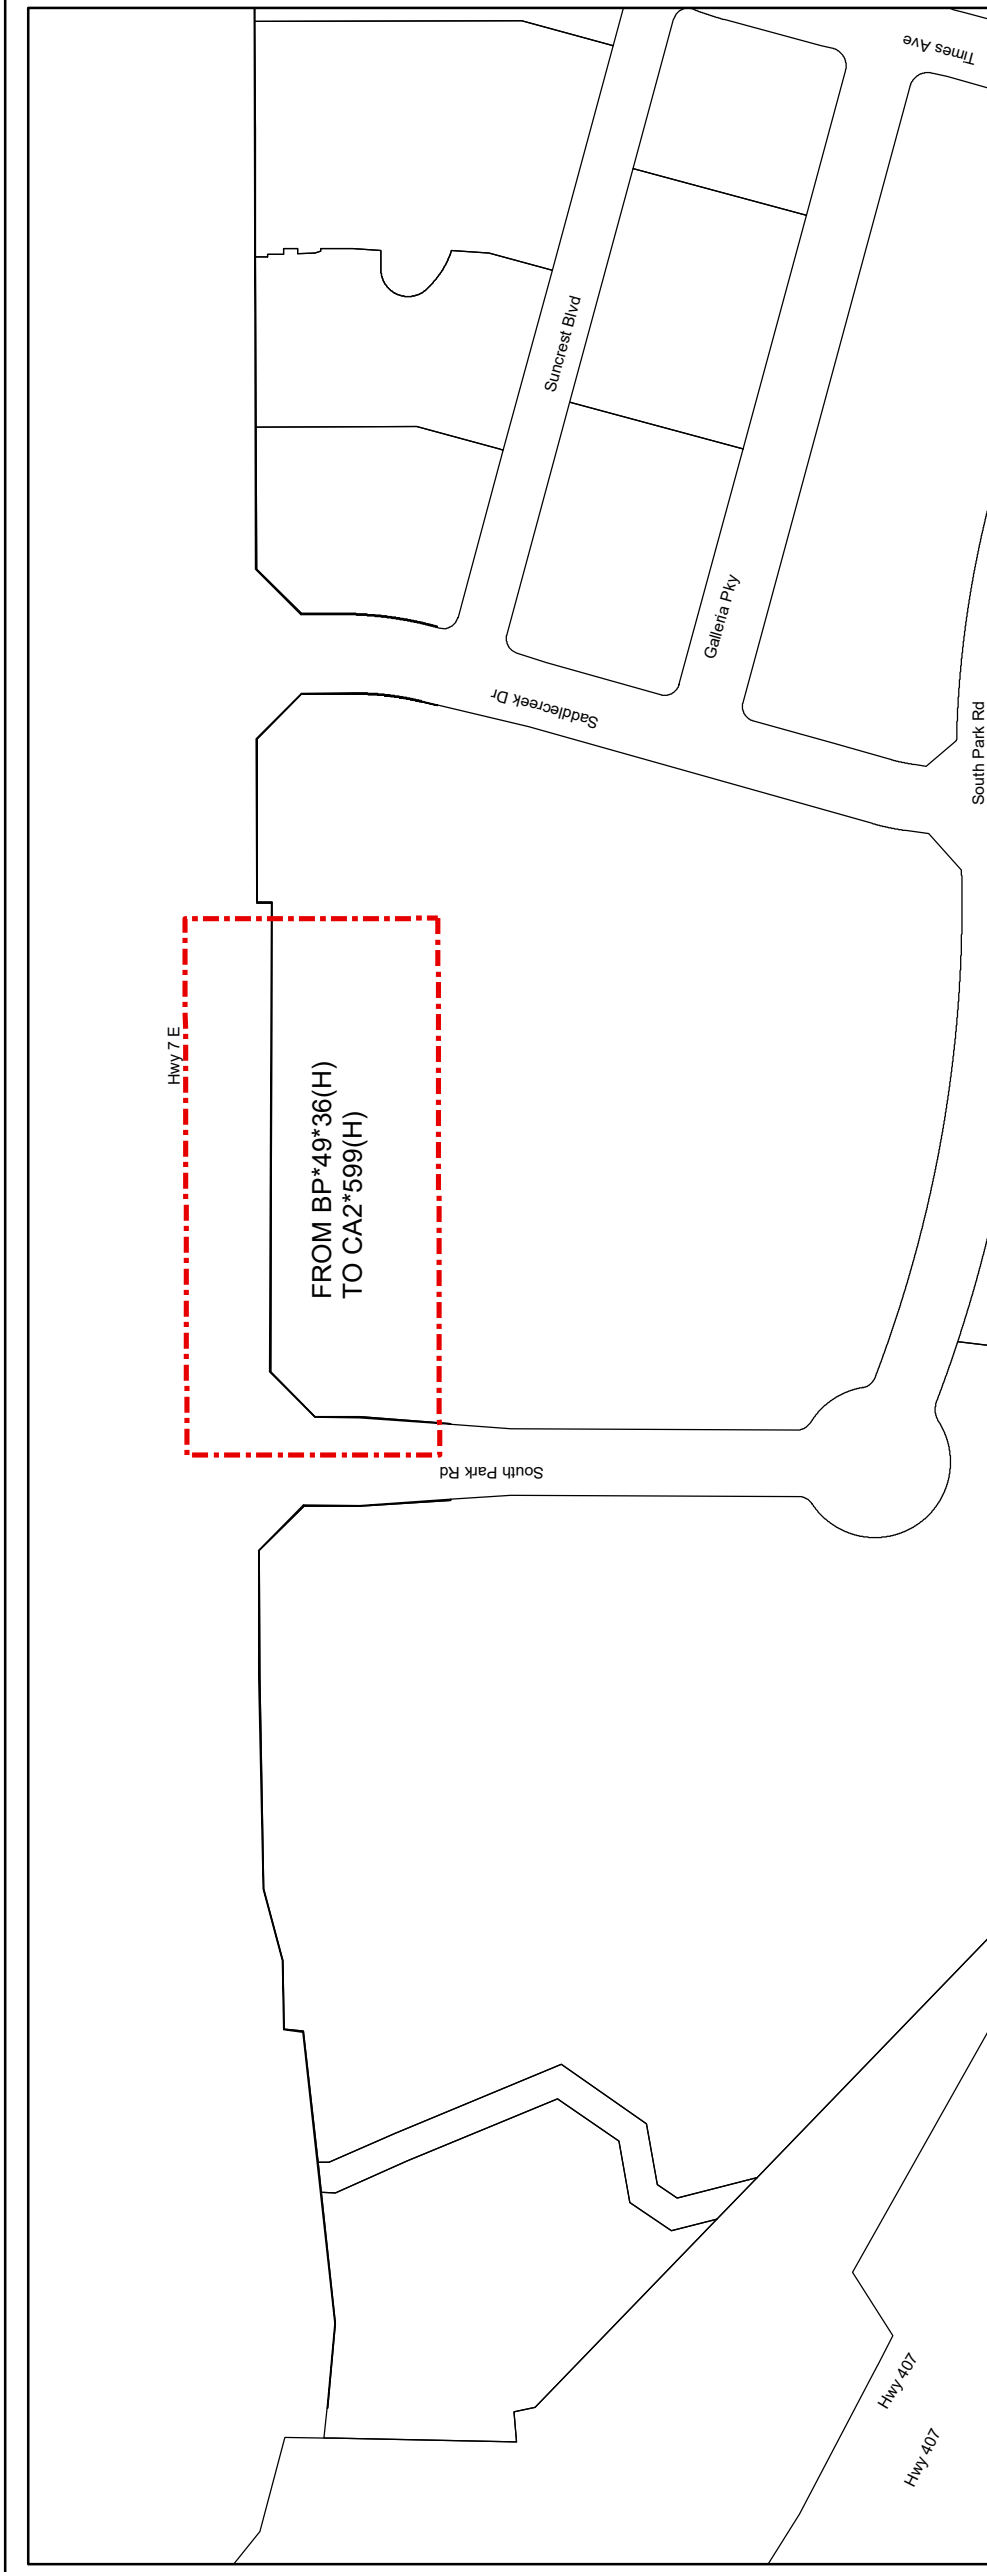 Times Ave
Suncrest Blvd
Galleria Pky
Saddlecreek Dr
South Park Rd
Hwy 7 E
FROM BP*49*36(H)
TO CA2*599(H)
South Park Rd
Hwy 407
Hwy 407